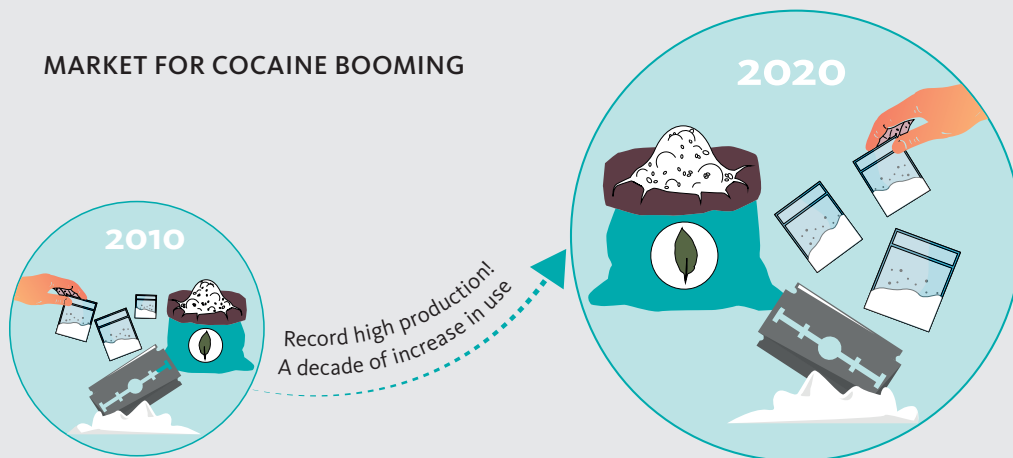 MARKET FOR COCAINE BOOMING
2020
2010
Record high production!
A decade of increase in use